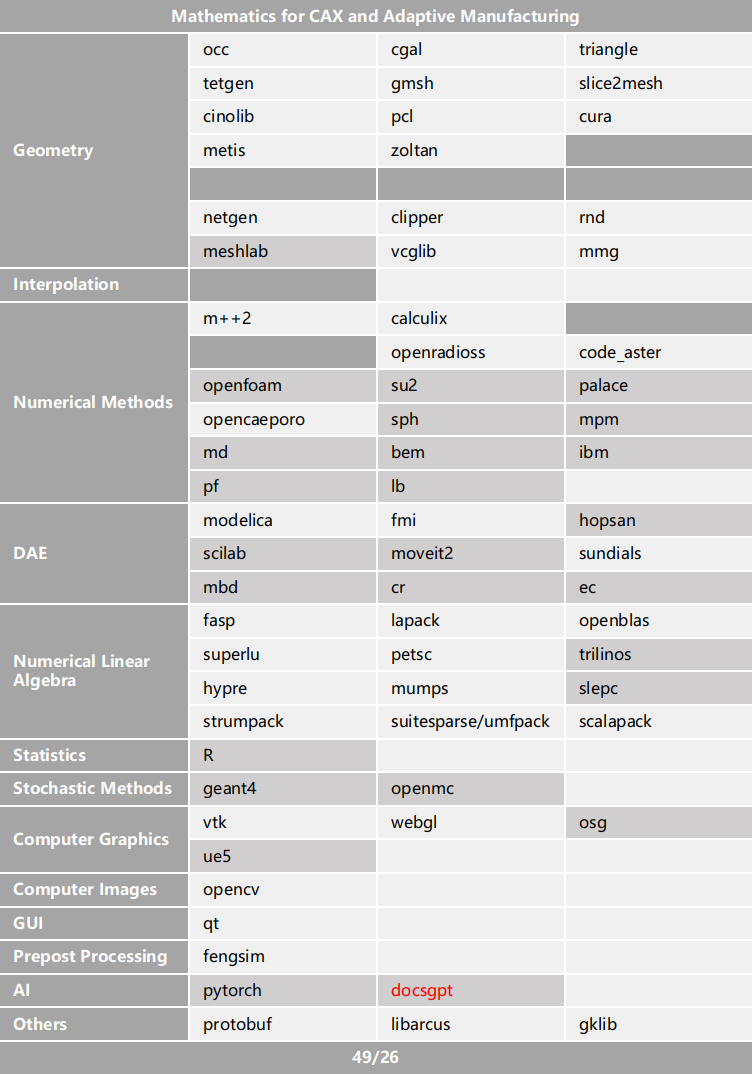 Mathematics for CAX and Adaptive Manufacturing
Geometry
occ cgal triangle
tetgen gmsh slice2mesh
cinolib pcl cura
metis zoltan
netgen clipper rnd
meshlab vcglib mmg
Interpolation
Numerical Methods
m++2 calculix
openradioss code_aster
openfoam su2 palace
opencaeporo sph mpm
md bem ibm
pf lb
DAE
modelica fmi hopsan
scilab moveit2 sundials
mbd cr ec
Numerical Linear
Algebra
fasp lapack openblas
superlu petsc trilinos
hypre mumps slepc
strumpack suitesparse/umfpack scalapack
Statistics R
Stochastic Methods geant4 openmc
Computer Graphics
vtk webgl osg
ue5
Computer Images opencv
GUI qt
Prepost Processing fengsim
AI pytorch docsgpt
Others protobuf libarcus gklib
49/26